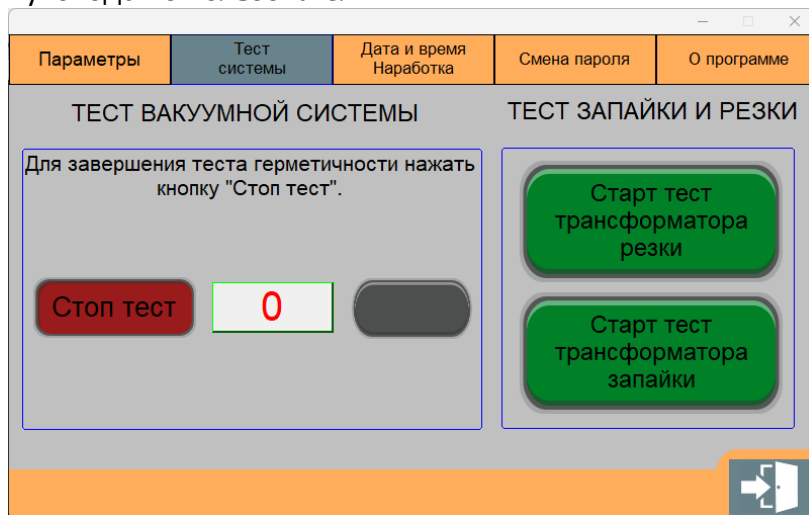 Параметры
Тест
системы
Дата и время
Наработка
Смена пароля
О программе
ТЕСТ ВАКУУМНОЙ СИСТЕМЫ
ТЕСТ ЗАПАЙКИ И РЕЗКИ
Для завершения теста герметичности нажать
кнопку "Стоп тест".
Стоп тест
0
Старт тест
трансформатора
резки
Старт тест
трансформатора
запайки